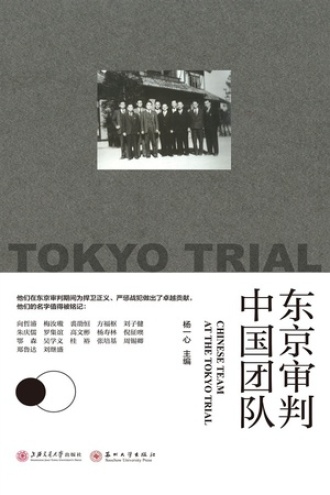 TOKYO TRIAL
他们在东京审判期间为捍卫正义、严惩战犯做出了卓越贡献，
他们的名字值得被铭记：
向哲濬 梅汝璈 裘劭恒 方福枢 刘子健
朱庆儒 罗集谊 高文彬 杨寿林 倪征𣋉
鄂森 吴学义 桂裕 张培基 周锡卿
郑鲁达 刘继盛
东京审判
中国团队
CHINESE TEAM
AT THE TOKYO TRIAL
杨一心 主编
上海交通大学出版社
苏州大学出版社
Soochow University Press